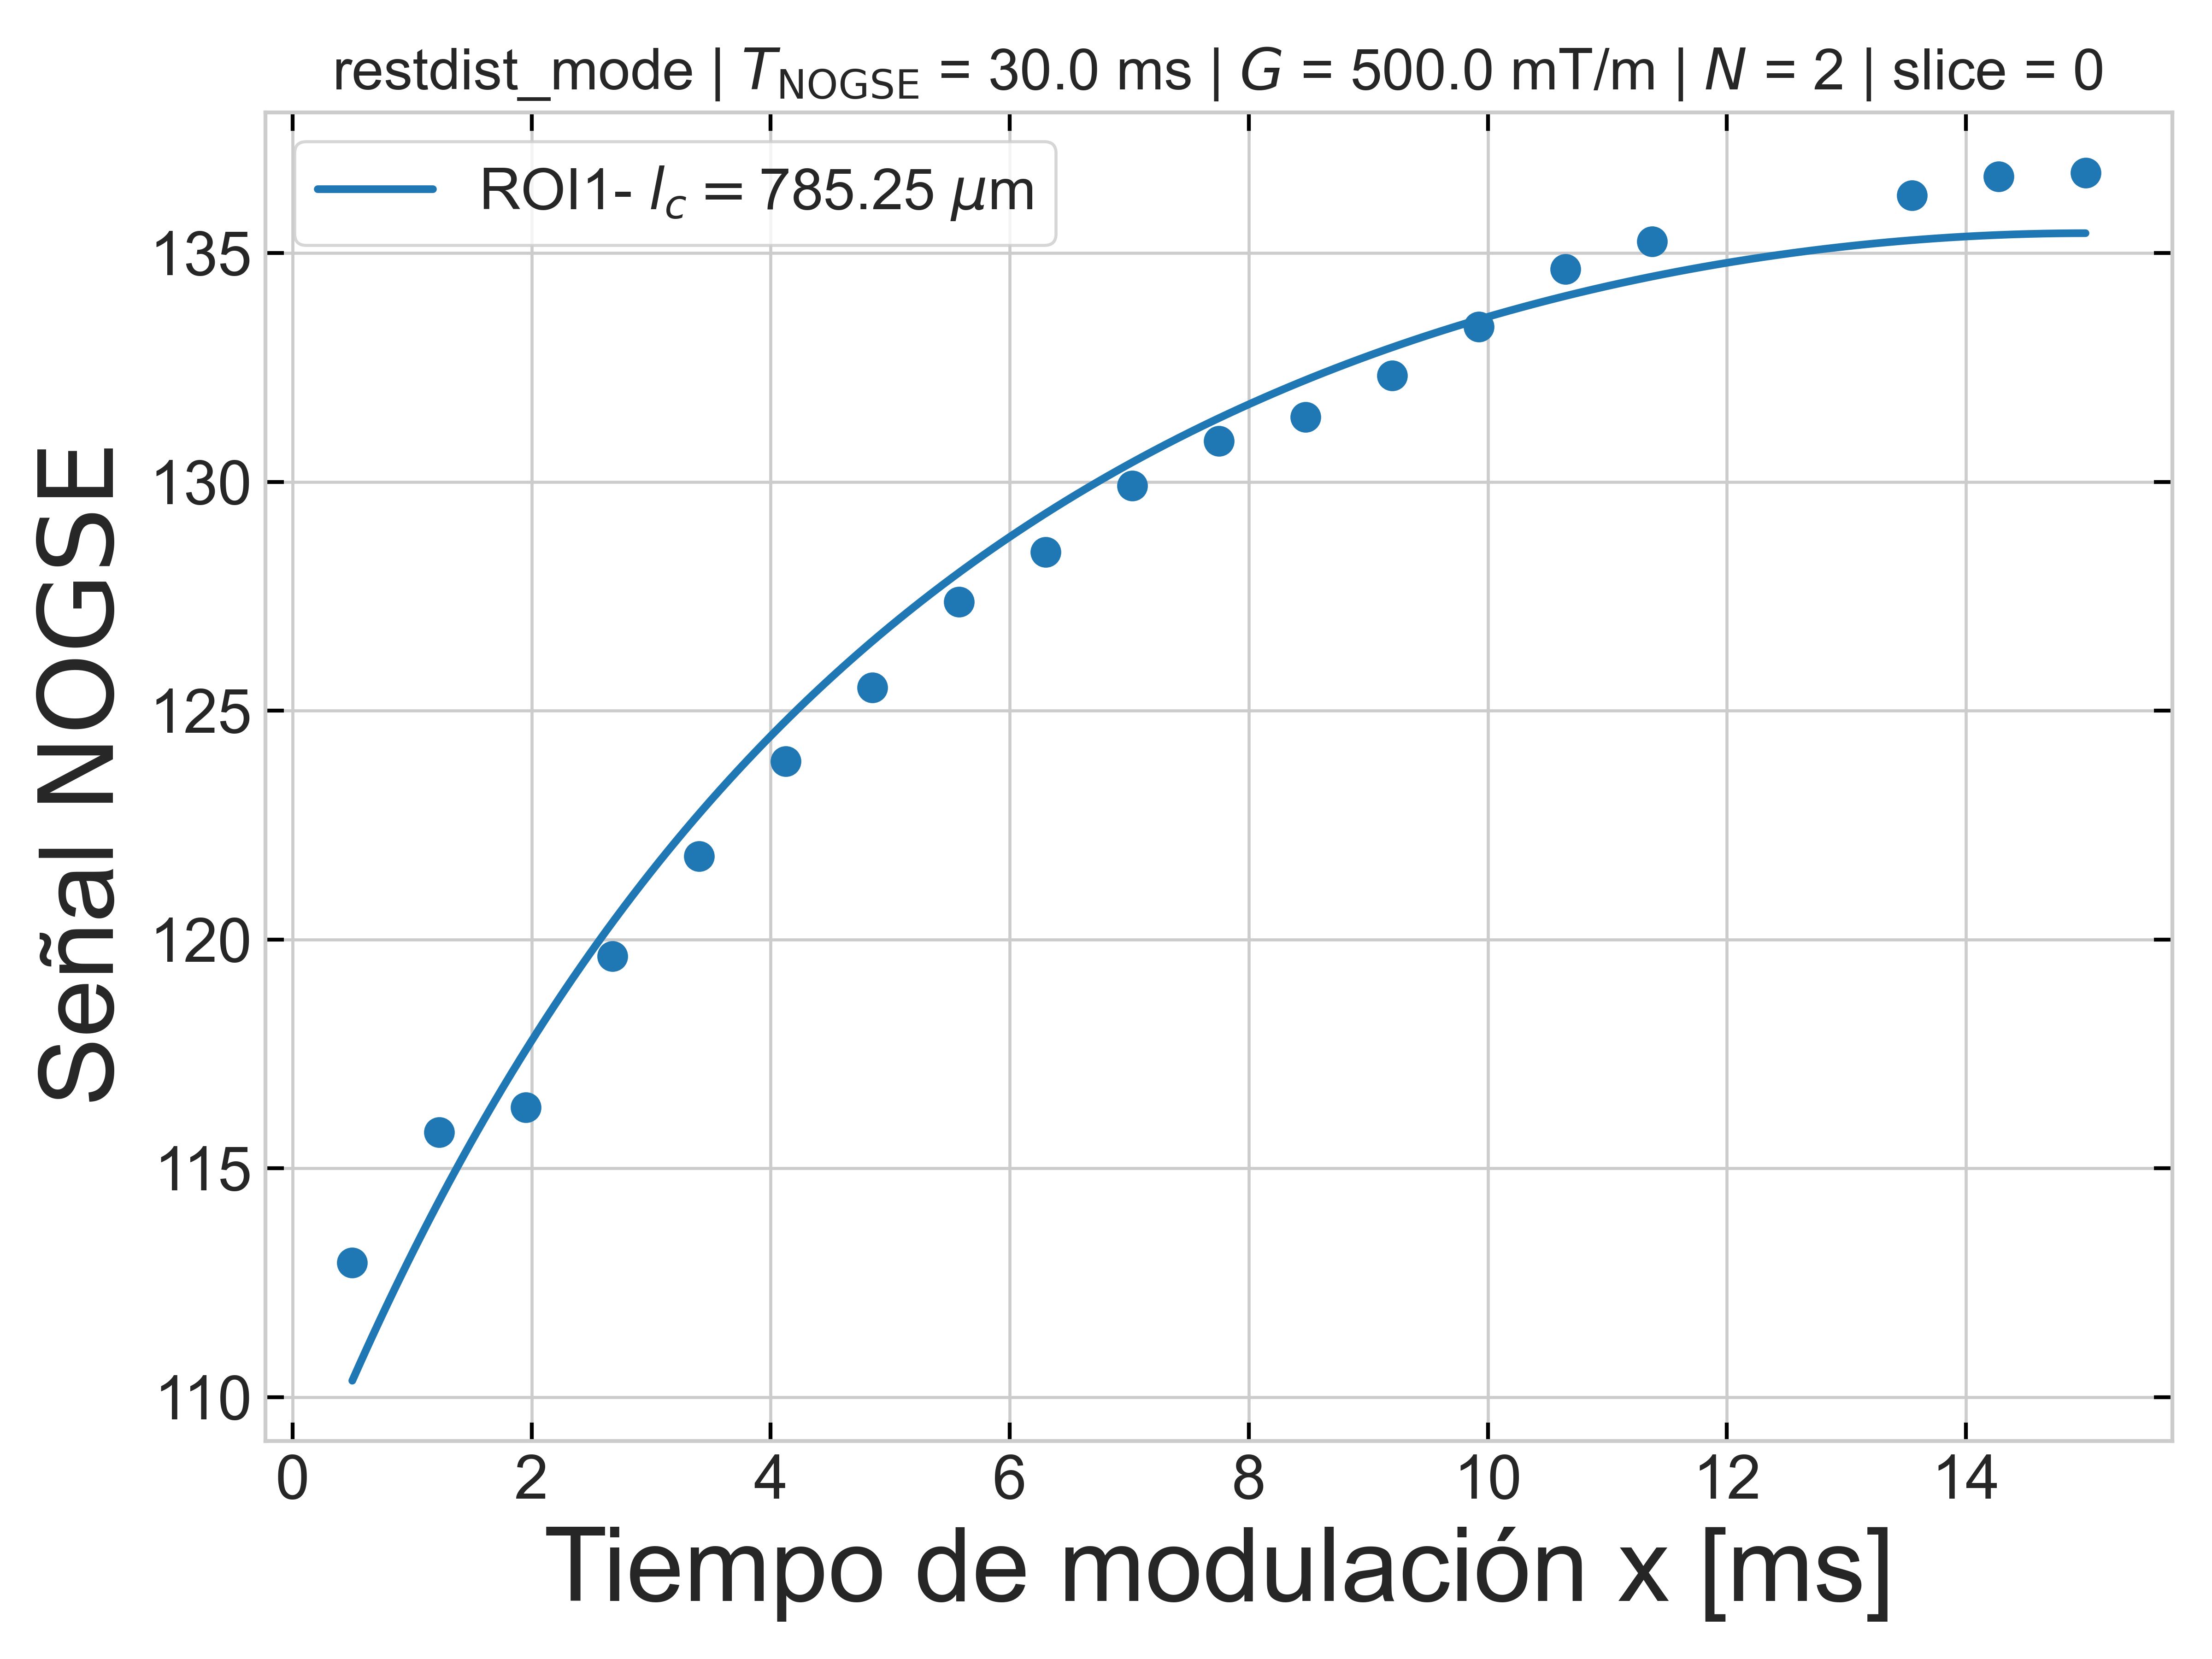 restdist_mode | T_NOGSE = 30.0 ms | G = 500.0 mT/m | N = 2 | slice = 0
ROI1- l_c = 785.25 μm
Señal NOGSE
135
130
125
120
115
110
0 2 4 6 8 10 12 14
Tiempo de modulación x [ms]